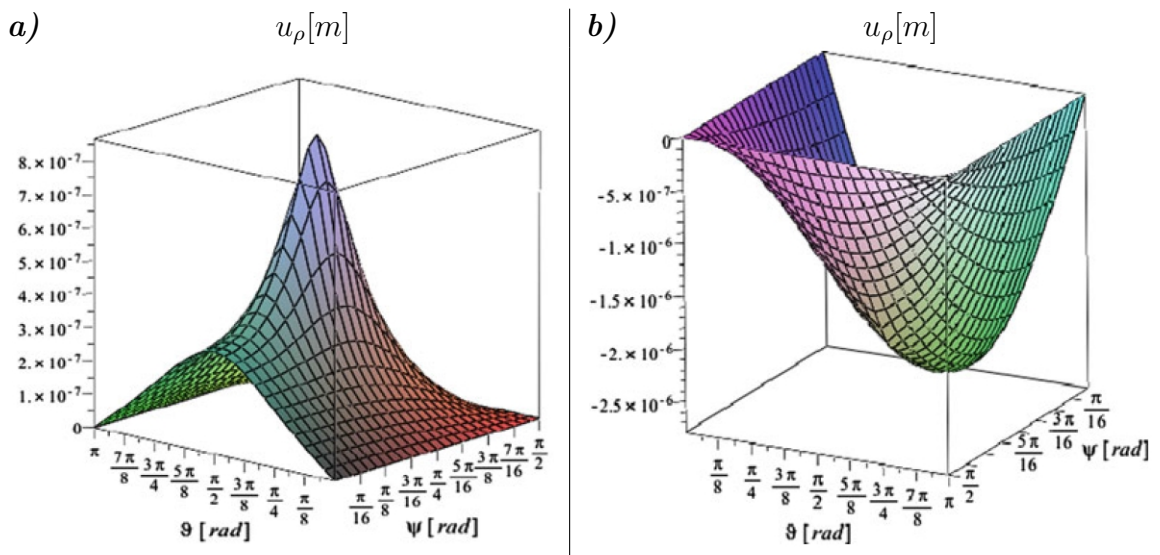 a) u_ρ[m]
8. × 10⁻⁷
7. × 10⁻⁷
6. × 10⁻⁷
5. × 10⁻⁷
4. × 10⁻⁷
3. × 10⁻⁷
2. × 10⁻⁷
1. × 10⁻⁷
0
π 7π/8 3π/4 5π/8 π/2 3π/8 π/4 π/8
π/16 π/8 3π/16 π/4 5π/16 3π/8 7π/16 π/2
ϑ [rad] ψ [rad]
b) u_ρ[m]
0
-5. × 10⁻⁷
-1. × 10⁻⁶
-1.5 × 10⁻⁶
-2. × 10⁻⁶
-2.5 × 10⁻⁶
π/8 π/4 3π/8 π/2 5π/8 3π/4 7π/8 π
-π/2 -5π/16 -3π/16 -π/16
ϑ [rad] ψ [rad]